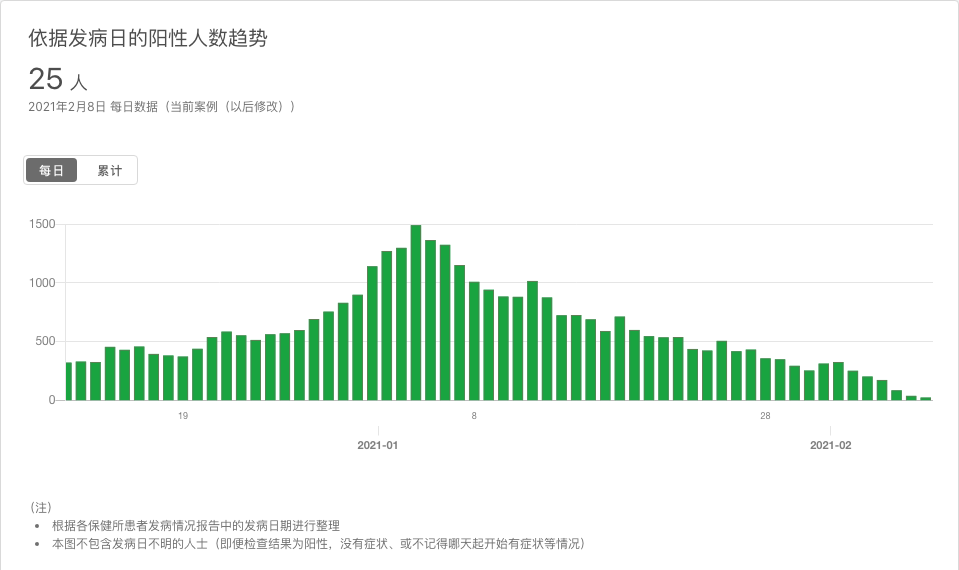 依据发病日的阳性人数趋势
25 人
2021年2月8日 每日数据（当前案例（以后修改））
每日 累计
1500
1000
500
0
19 8 28
2021-01 2021-02
（注）
• 根据各保健所患者发病情况报告中的发病日期进行整理
• 本图不包含发病日不明的人士（即便检查结果为阳性，没有症状、或不记得哪天起开始有症状等情况）